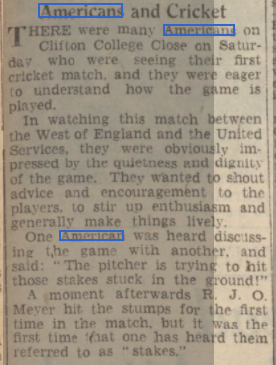 Americans and Cricket
THERE were many Americans on
Clifton College Close on Satur-
day who were seeing their first
cricket match, and they were eager
to understand how the game is
played.
In watching this match between
the West of England and the United
Services, they were obviously im-
pressed by the quietness and dignity
of the game. They wanted to shout
advice and encouragement to the
players, to stir up enthusiasm and
generally make things lively.
One American was heard discuss-
ing the game with another, and
said: "The pitcher is trying to hit
those stakes stuck in the ground!"
A moment afterwards R. J. O.
Meyer hit the stumps for the first
time in the match, but it was the
first time that one has heard them
referred to as "stakes."